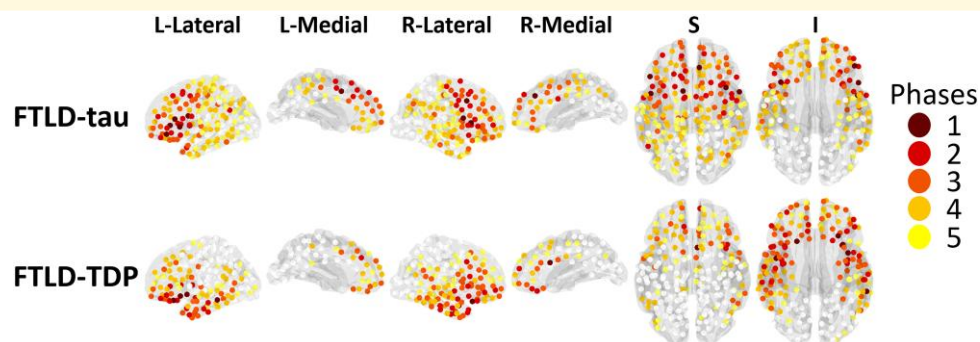 L-Lateral L-Medial R-Lateral R-Medial S I
FTLD-tau
FTLD-TDP
Phases
1
2
3
4
5